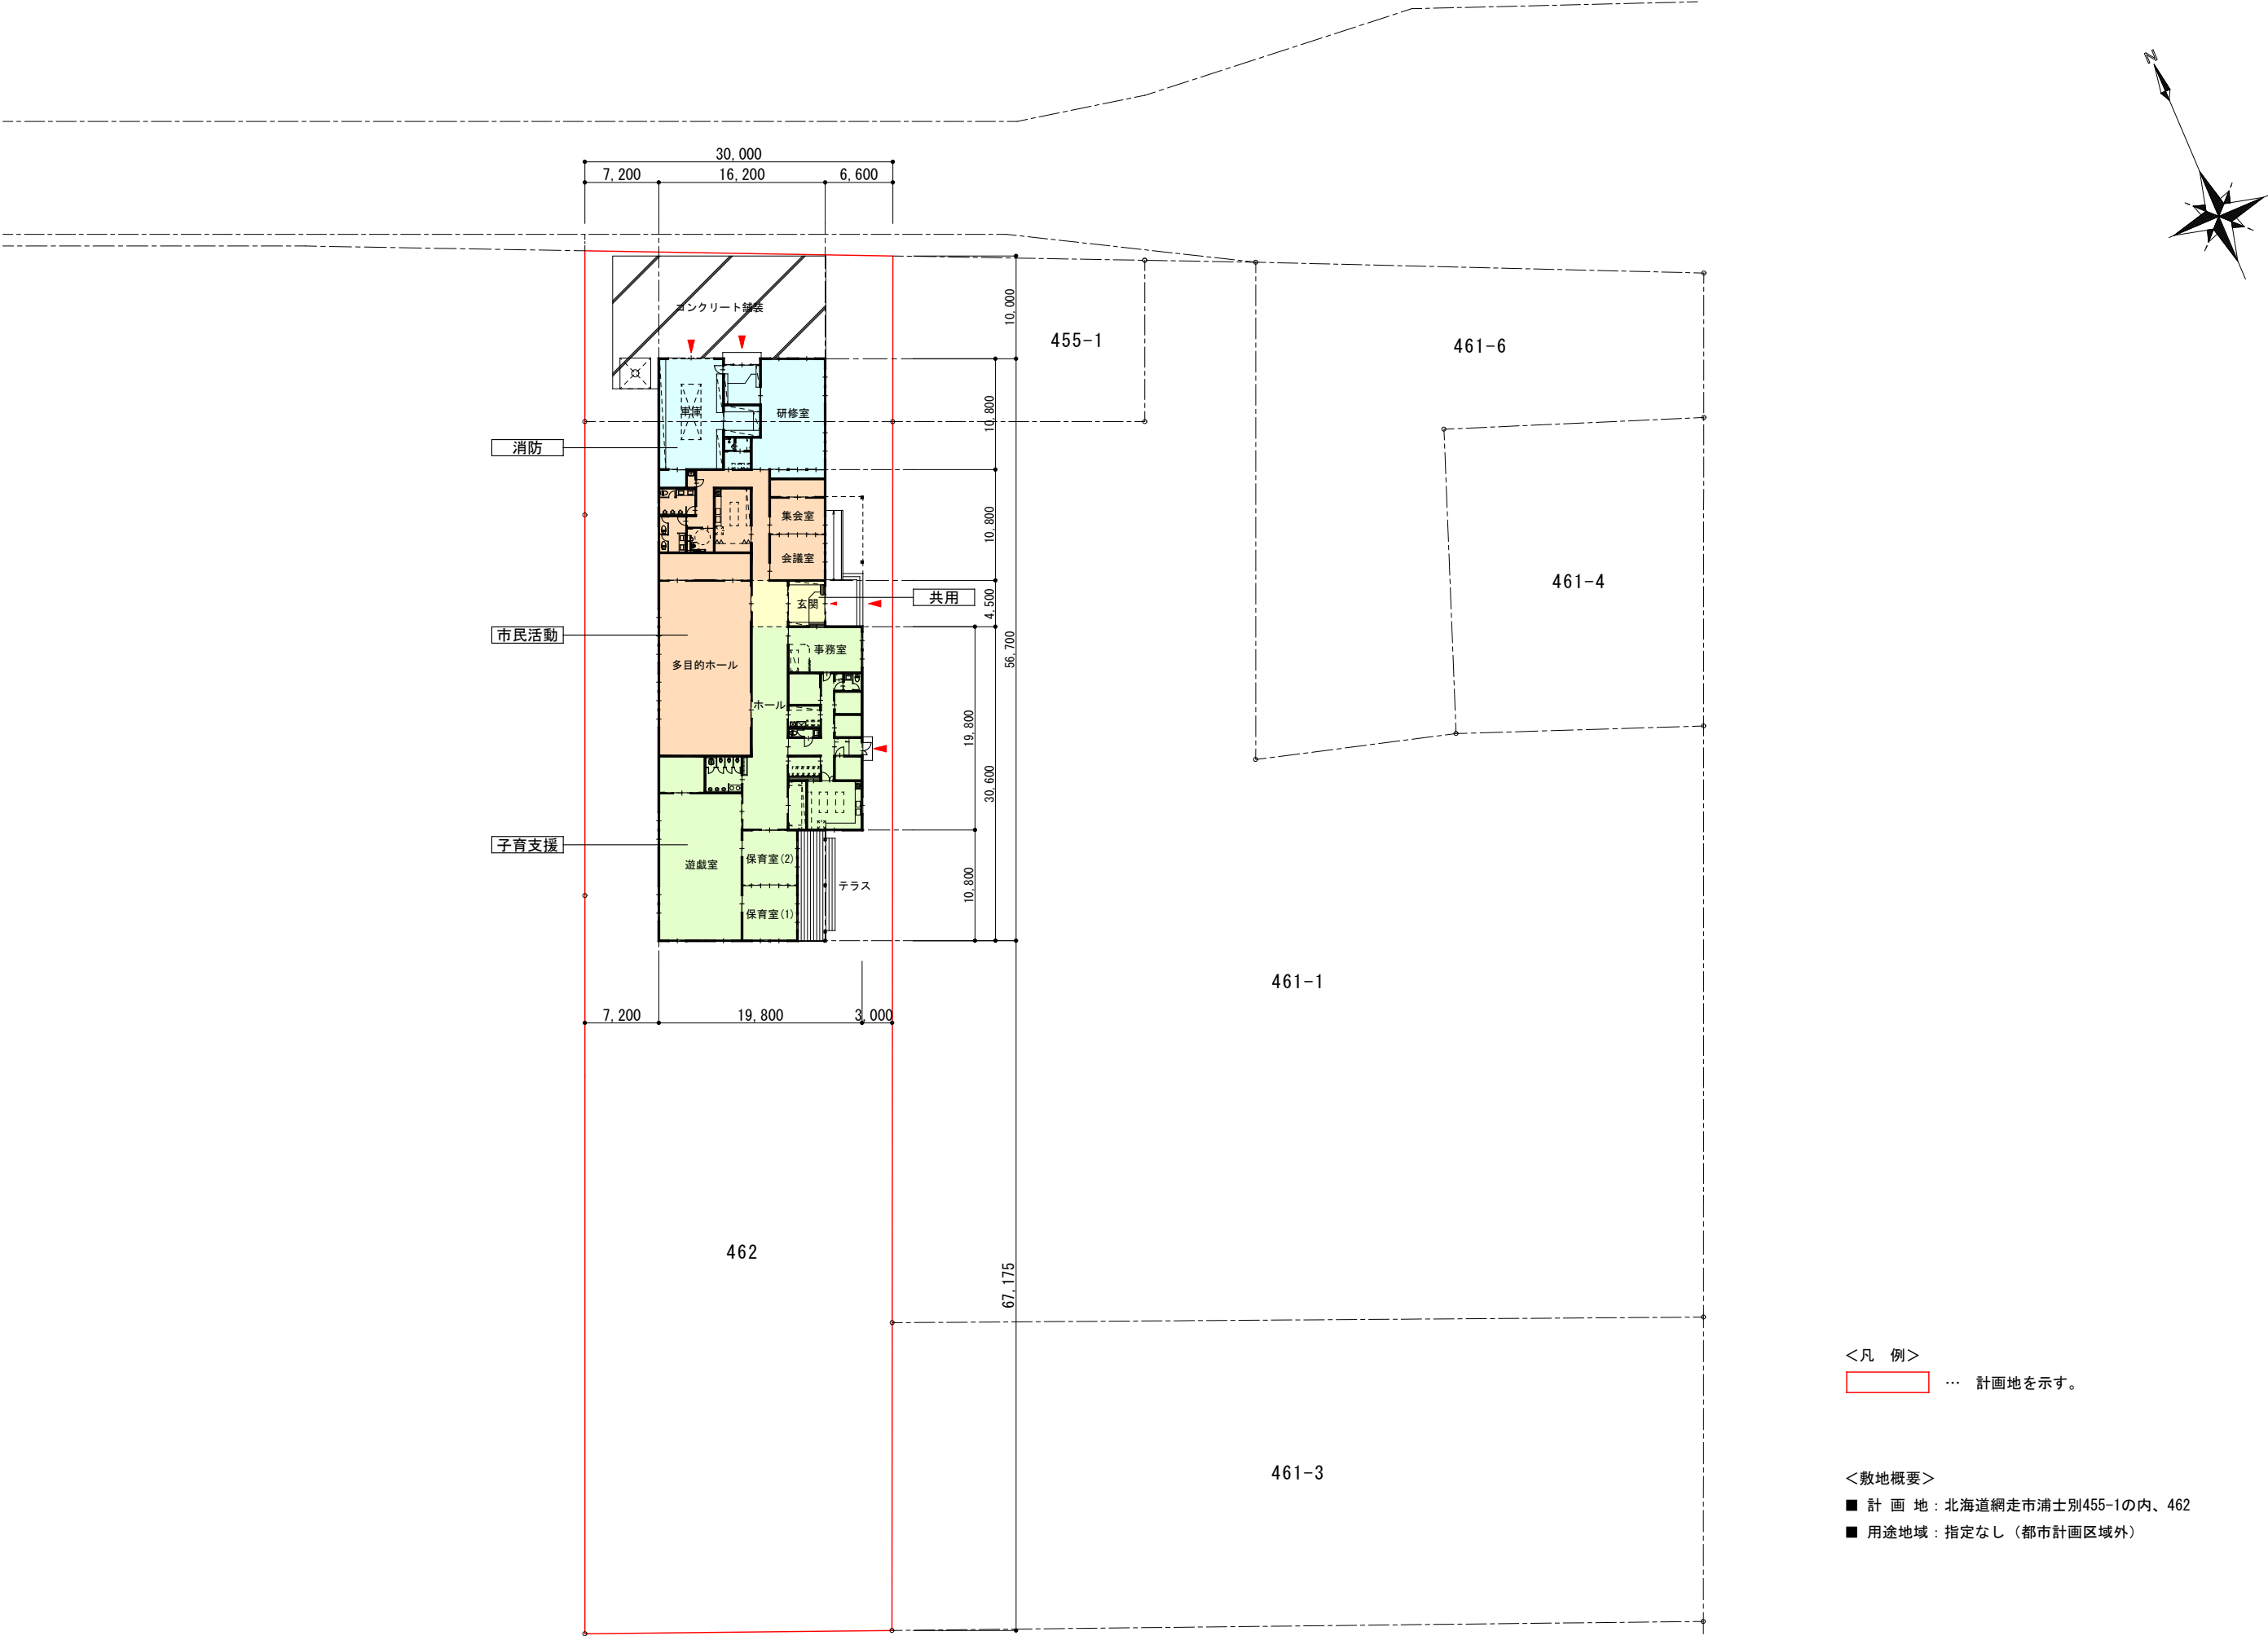 N
30,000
7,200
16,200
6,600
コンクリート舗装
10,000
455-1
461-6
車庫
研修室
10,800
消防
集会室
会議室
10,800
461-4
玄関
共用
4,500
市民活動
多目的ホール
事務室
56,700
ホール
19,800
30,600
子育支援
遊戯室
保育室(2)
テラス
保育室(1)
10,800
461-1
7,200
19,800
3,000
462
67,175
461-3
<凡 例>
… 計画地を示す。
<敷地概要>
■ 計 画 地：北海道網走市浦士別455-1の内、462
■ 用途地域：指定なし（都市計画区域外）